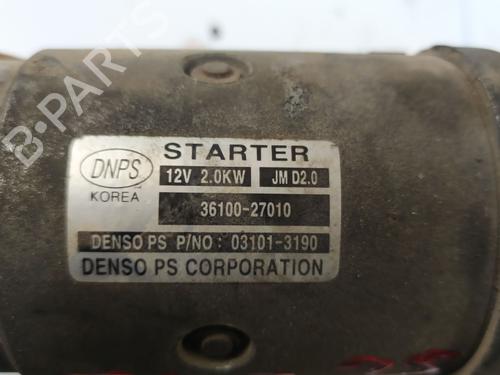 B-PARTS
STARTER
DNPS
12V 2.0KW JM D2.0
KOREA
36100-27010
DENSO PS P/NO : 03101-3190
DENSO PS CORPORATION